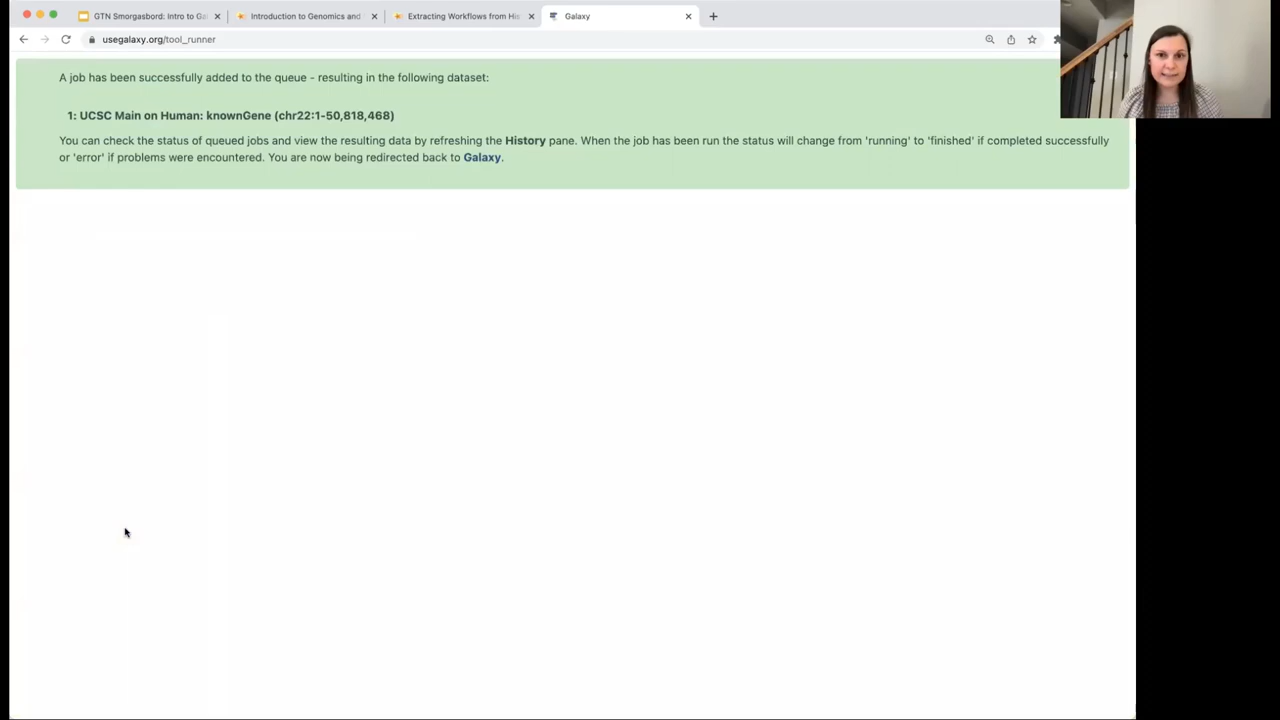 GTN Smorgasbord: Intro to Gal
Introduction to Genomics and
Extracting Workflows from His
Galaxy
usegalaxy.org/tool_runner
A job has been successfully added to the queue - resulting in the following dataset:
1: UCSC Main on Human: knownGene (chr22:1-50,818,468)
You can check the status of queued jobs and view the resulting data by refreshing the History pane. When the job has been run the status will change from 'running' to 'finished' if completed successfully
or 'error' if problems were encountered. You are now being redirected back to Galaxy.